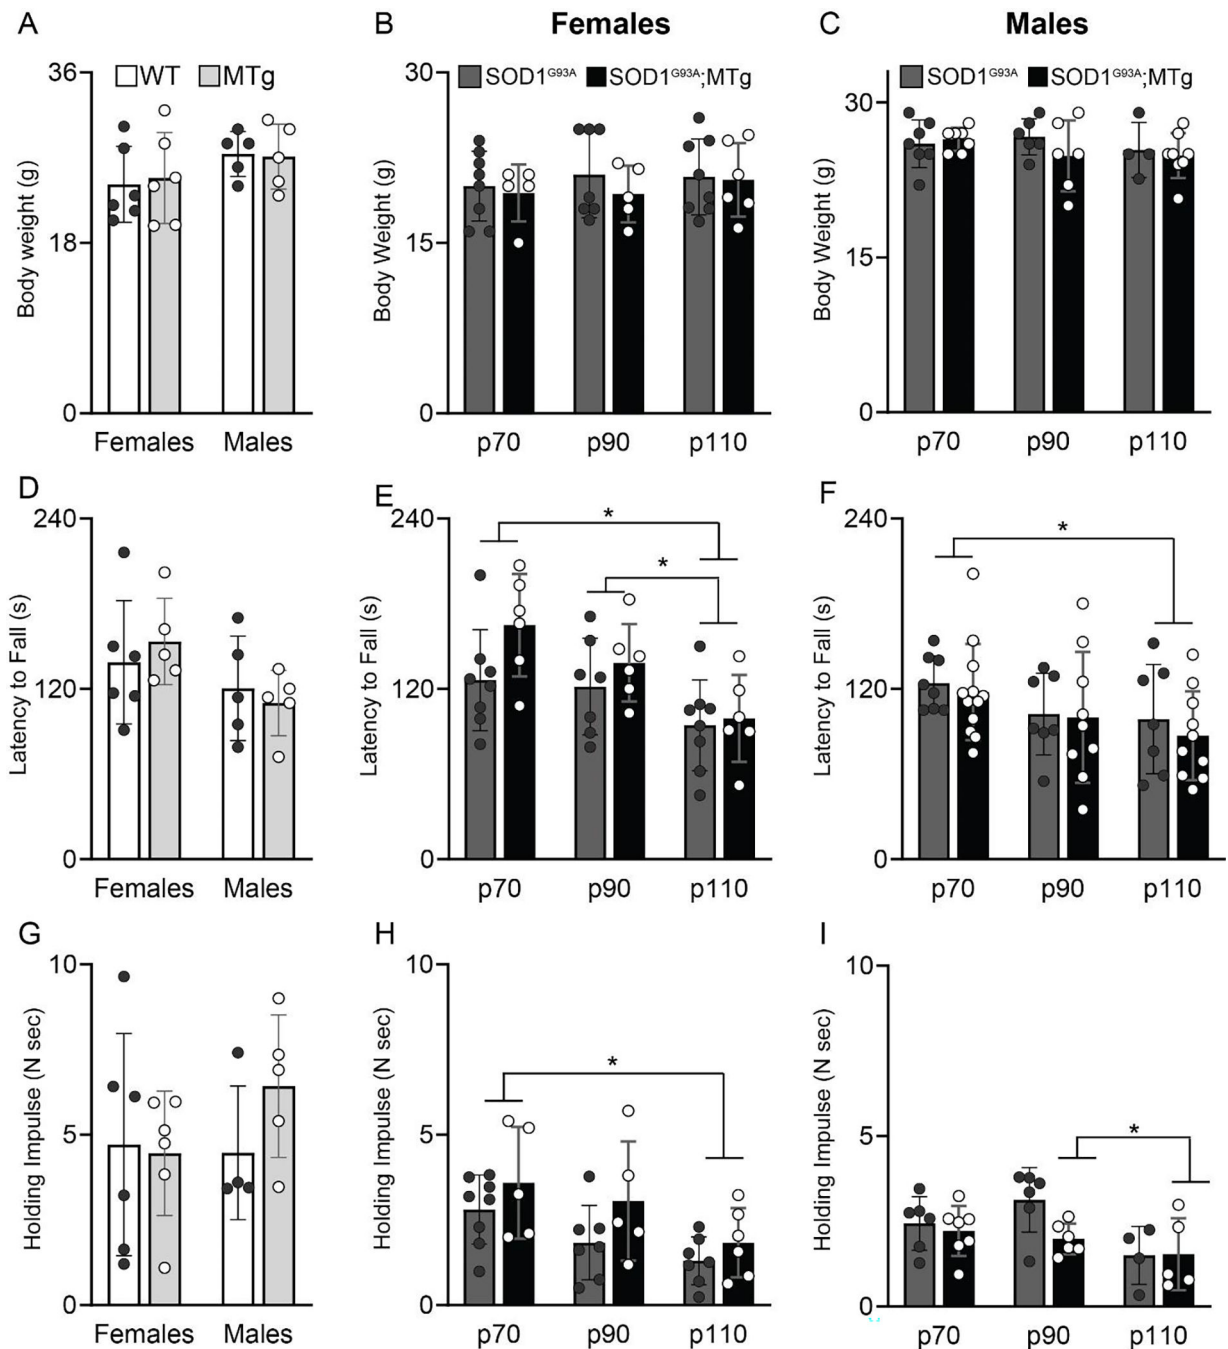 A
B
Females
C
Males
36
WT
MTg
Body weight (g)
18
0
Females
Males
30
SOD1G93A
SOD1G93A;MTg
Body Weight (g)
15
0
p70
p90
p110
30
SOD1G93A
SOD1G93A;MTg
Body Weight (g)
15
0
p70
p90
p110
D
240
Latency to Fall (s)
120
0
Females
Males
E
240
*
*
Latency to Fall (s)
120
0
p70
p90
p110
F
240
*
Latency to Fall (s)
120
0
p70
p90
p110
G
10
Holding Impulse (N sec)
5
0
Females
Males
H
10
*
Holding Impulse (N sec)
5
0
p70
p90
p110
I
10
*
Holding Impulse (N sec)
5
0
p70
p90
p110